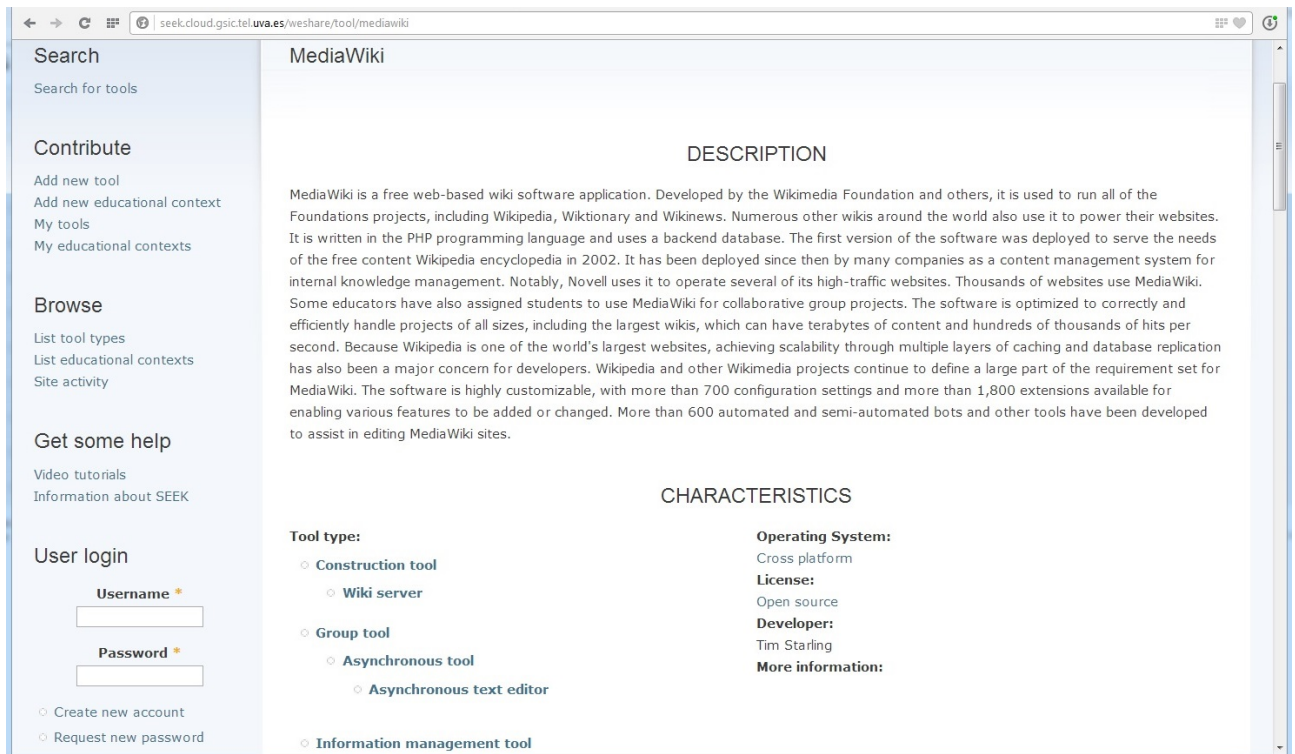 seek.cloud.gsic.tel.uva.es/weshare/tool/mediawiki
Search
Search for tools
Contribute
Add new tool
Add new educational context
My tools
My educational contexts
Browse
List tool types
List educational contexts
Site activity
Get some help
Video tutorials
Information about SEEK
User login
Username *
Password *
Create new account
Request new password
MediaWiki
DESCRIPTION
MediaWiki is a free web-based wiki software application. Developed by the Wikimedia Foundation and others, it is used to run all of the
Foundations projects, including Wikipedia, Wiktionary and Wikinews. Numerous other wikis around the world also use it to power their websites.
It is written in the PHP programming language and uses a backend database. The first version of the software was deployed to serve the needs
of the free content Wikipedia encyclopedia in 2002. It has been deployed since then by many companies as a content management system for
internal knowledge management. Notably, Novell uses it to operate several of its high-traffic websites. Thousands of websites use MediaWiki.
Some educators have also assigned students to use MediaWiki for collaborative group projects. The software is optimized to correctly and
efficiently handle projects of all sizes, including the largest wikis, which can have terabytes of content and hundreds of thousands of hits per
second. Because Wikipedia is one of the world's largest websites, achieving scalability through multiple layers of caching and database replication
has also been a major concern for developers. Wikipedia and other Wikimedia projects continue to define a large part of the requirement set for
MediaWiki. The software is highly customizable, with more than 700 configuration settings and more than 1,800 extensions available for
enabling various features to be added or changed. More than 600 automated and semi-automated bots and other tools have been developed
to assist in editing MediaWiki sites.
CHARACTERISTICS
Tool type:
Construction tool
Wiki server
Group tool
Asynchronous tool
Asynchronous text editor
Information management tool
Operating System:
Cross platform
License:
Open source
Developer:
Tim Starling
More information: